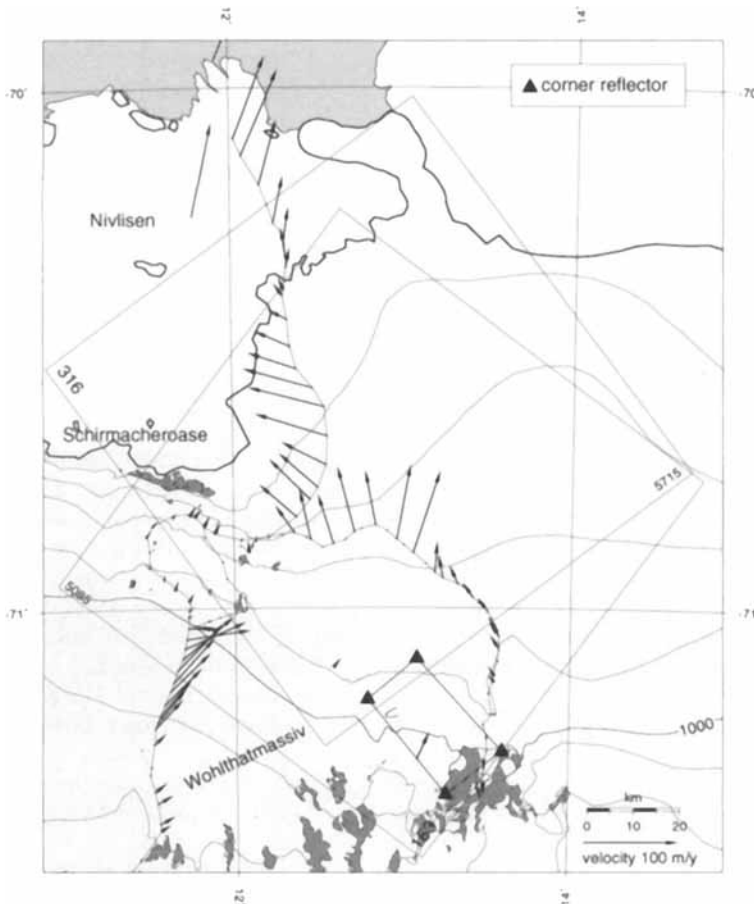 12°
14°
-70
-70
▲ corner reflector
Nivlisen
316
Schirmacheroase
5715
5085
-71
-71
1000
Wohlthatmassiv
km
0 10 20
velocity 100 m/y
12°
14°